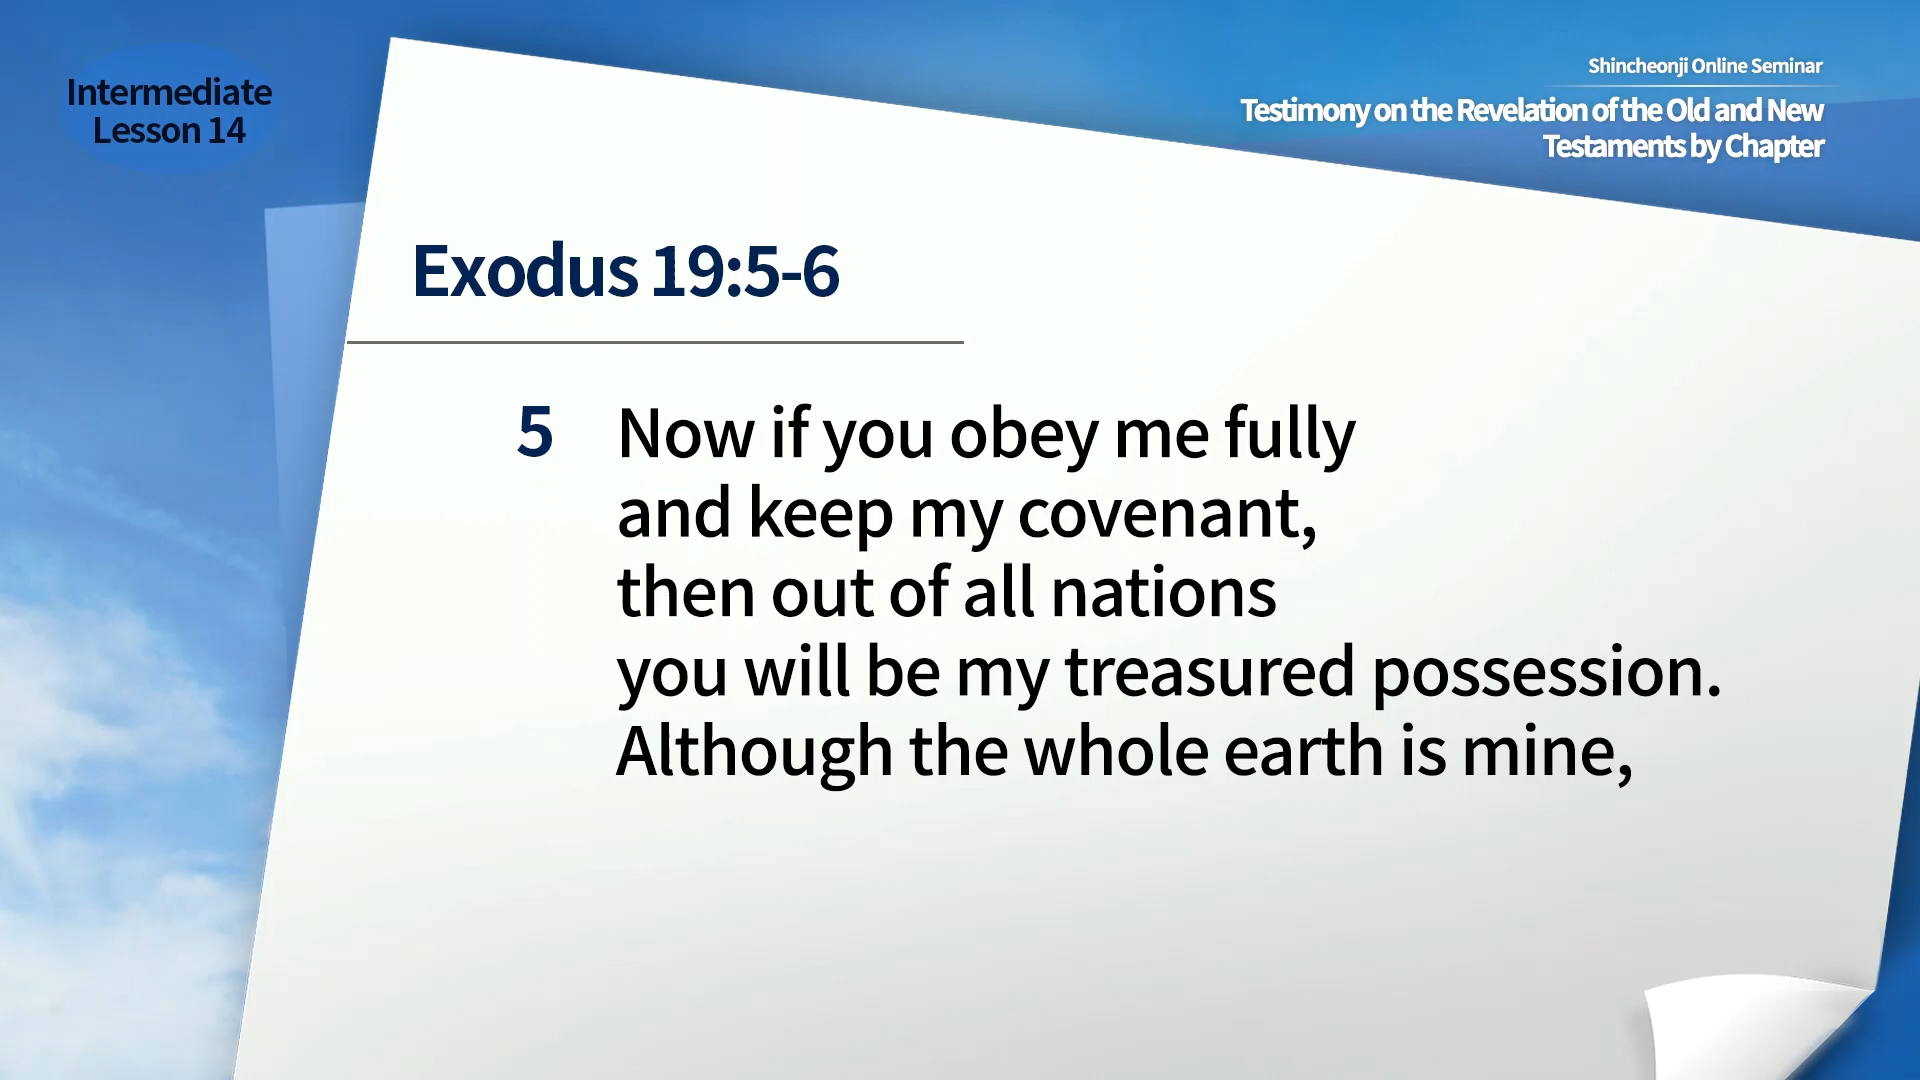 Intermediate
Lesson 14
Shincheonji Online Seminar
Testimony on the Revelation of the Old and New
Testaments by Chapter
Exodus 19:5-6
5 Now if you obey me fully
and keep my covenant,
then out of all nations
you will be my treasured possession.
Although the whole earth is mine,